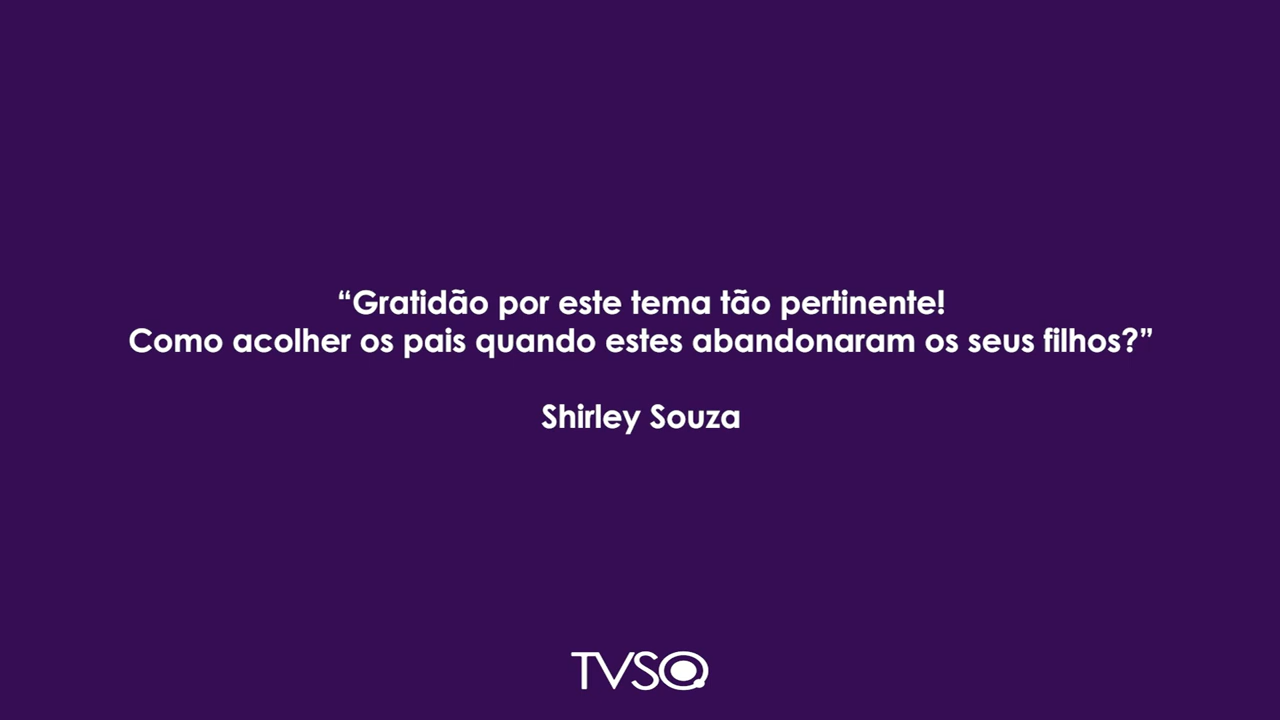 “Gratidão por este tema tão pertinente!
Como acolher os pais quando estes abandonaram os seus filhos?”
Shirley Souza
TVSQ